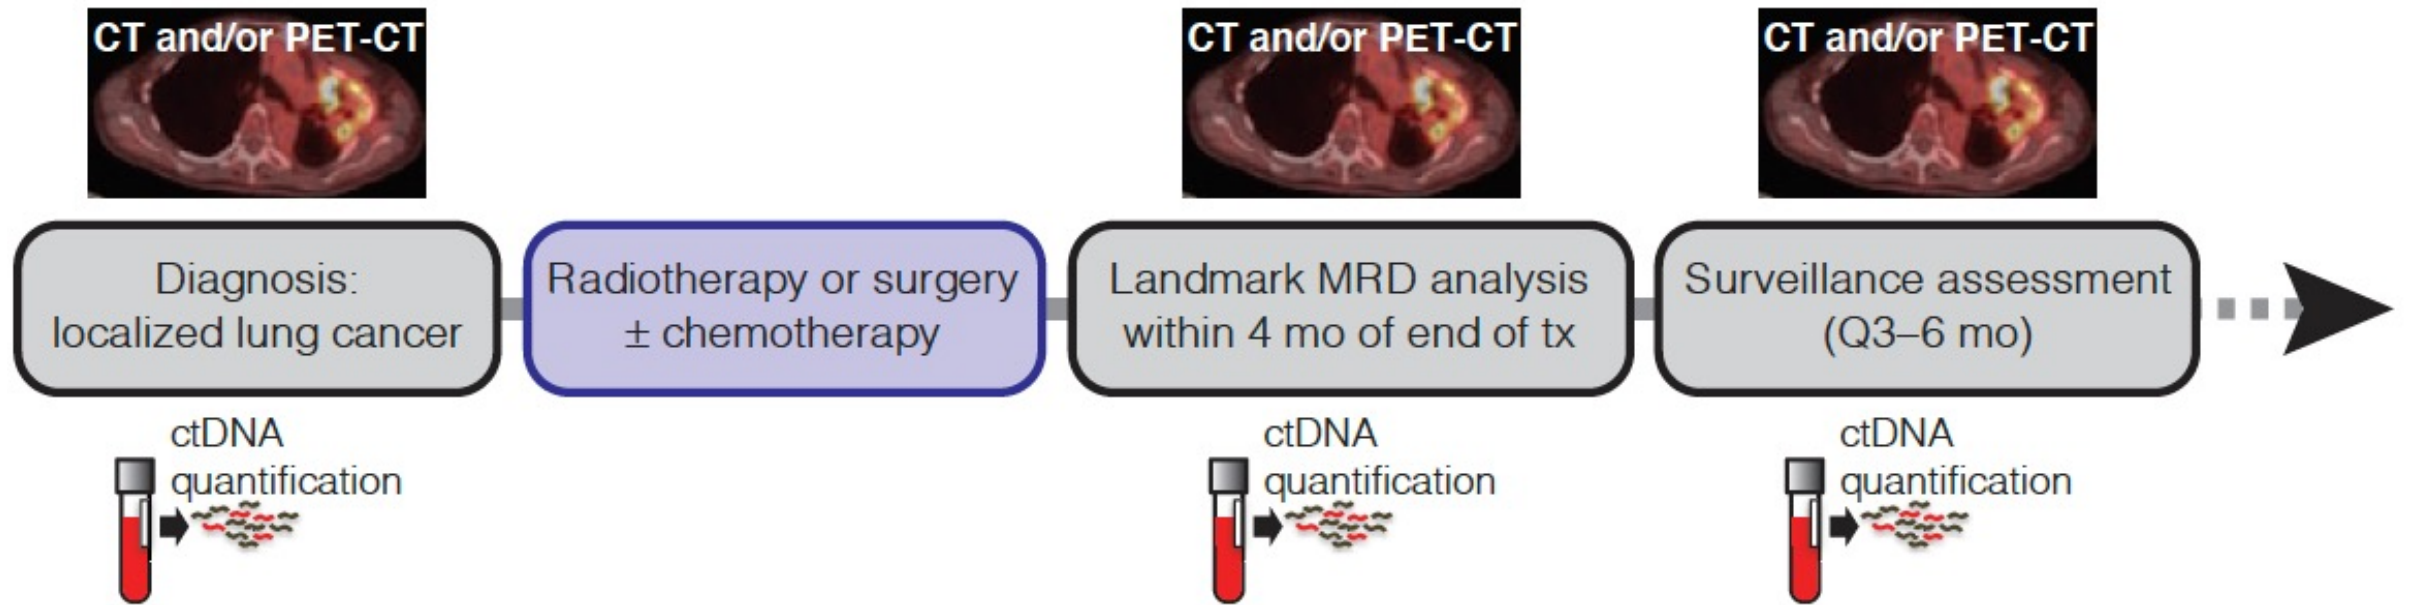 CT and/or PET-CT
CT and/or PET-CT
CT and/or PET-CT
Diagnosis:
localized lung cancer
Radiotherapy or surgery
± chemotherapy
Landmark MRD analysis
within 4 mo of end of tx
Surveillance assessment
(Q3–6 mo)
ctDNA
quantification
ctDNA
quantification
ctDNA
quantification